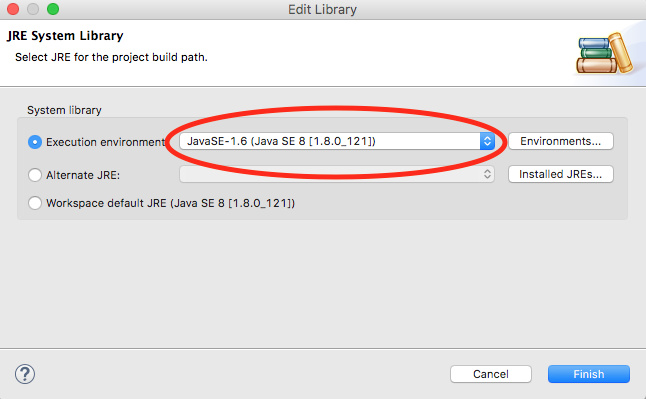 Edit Library
JRE System Library
Select JRE for the project build path.
System library
Execution environment JavaSE-1.6 (Java SE 8 [1.8.0_121]) Environments...
Alternate JRE: Installed JREs...
Workspace default JRE (Java SE 8 [1.8.0_121])
? Cancel Finish